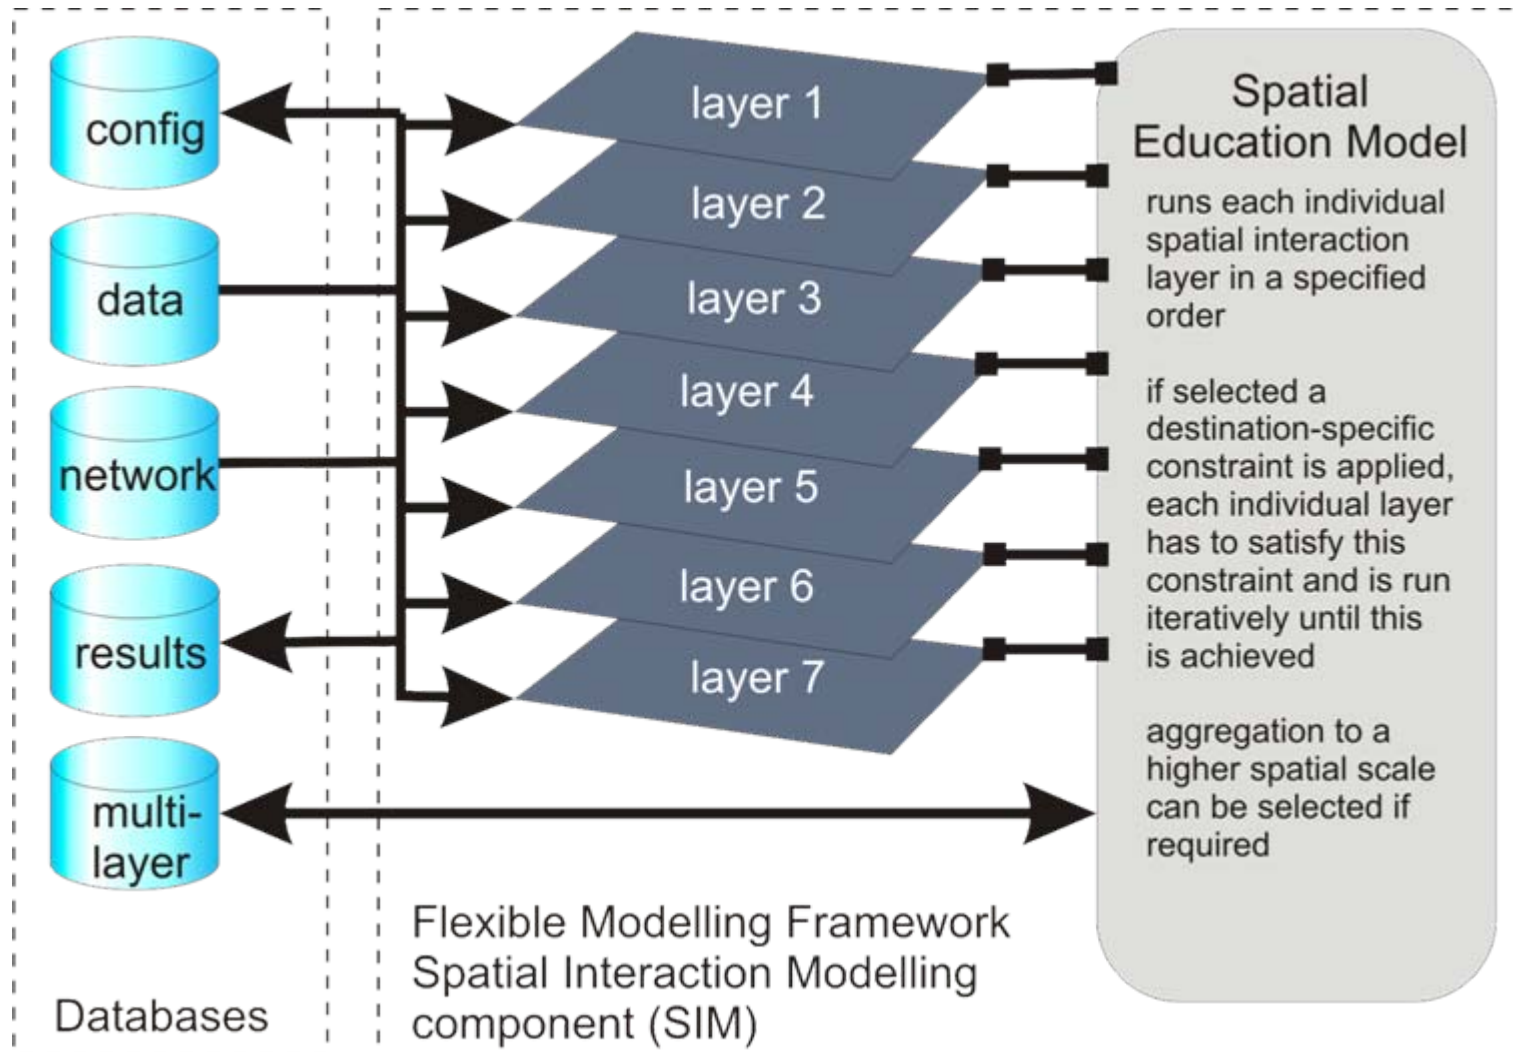 config
data
network
results
multi-
layer
Databases
layer 1
layer 2
layer 3
layer 4
layer 5
layer 6
layer 7
Flexible Modelling Framework
Spatial Interaction Modelling
component (SIM)
Spatial
Education Model
runs each individual
spatial interaction
layer in a specified
order
if selected a
destination-specific
constraint is applied,
each individual layer
has to satisfy this
constraint and is run
iteratively until this
is achieved
aggregation to a
higher spatial scale
can be selected if
required